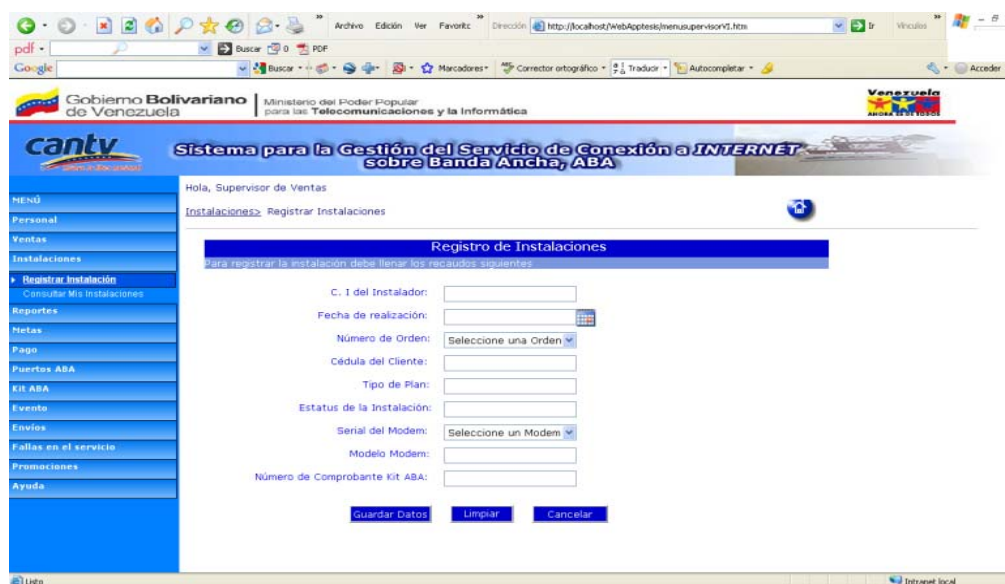 Archivo Edición Ver Favoritc » Dirección http://localhost/WebApptesis/menusupervisorVI.htm Ir Vínculos »
pdf Buscar 0 PDF
Google Buscar Marcadores Corrector ortográfico Traducir Autocompletar Acceder
Gobierno Bolivariano de Venezuela
Ministerio del Poder Popular
para las Telecomunicaciones y la Informática
Venezuela
AHORA ES DE TODOS
cantv
Sistema para la Gestión del Servicio de Conexión a INTERNET
sobre Banda Ancha, ABA
Hola, Supervisor de Ventas
Instalaciones> Registrar Instalaciones
MENÚ
Personal
Ventas
Instalaciones
Registrar Instalación
Consultar Mis Instalaciones
Reportes
Metas
Pago
Puertos ABA
Kit ABA
Evento
Envíos
Fallas en el servicio
Promociones
Ayuda
Registro de Instalaciones
Para registrar la instalación debe llenar los recaudos siguientes
C. I del Instalador:
Fecha de realización:
Número de Orden: Seleccione una Orden
Cédula del Cliente:
Tipo de Plan:
Estatus de la Instalación:
Serial del Modem: Seleccione un Modem
Modelo Modem:
Número de Comprobante Kit ABA:
Guardar Datos Limpiar Cancelar
Listo Intranet local